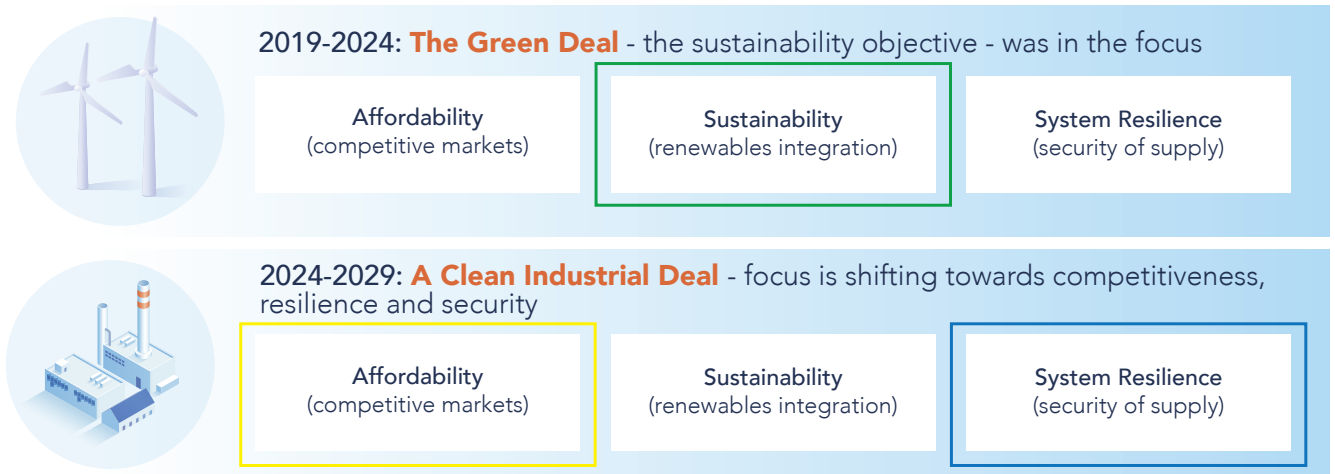 2019-2024: The Green Deal - the sustainability objective - was in the focus
Affordability
(competitive markets)
Sustainability
(renewables integration)
System Resilience
(security of supply)
2024-2029: A Clean Industrial Deal - focus is shifting towards competitiveness,
resilience and security
Affordability
(competitive markets)
Sustainability
(renewables integration)
System Resilience
(security of supply)